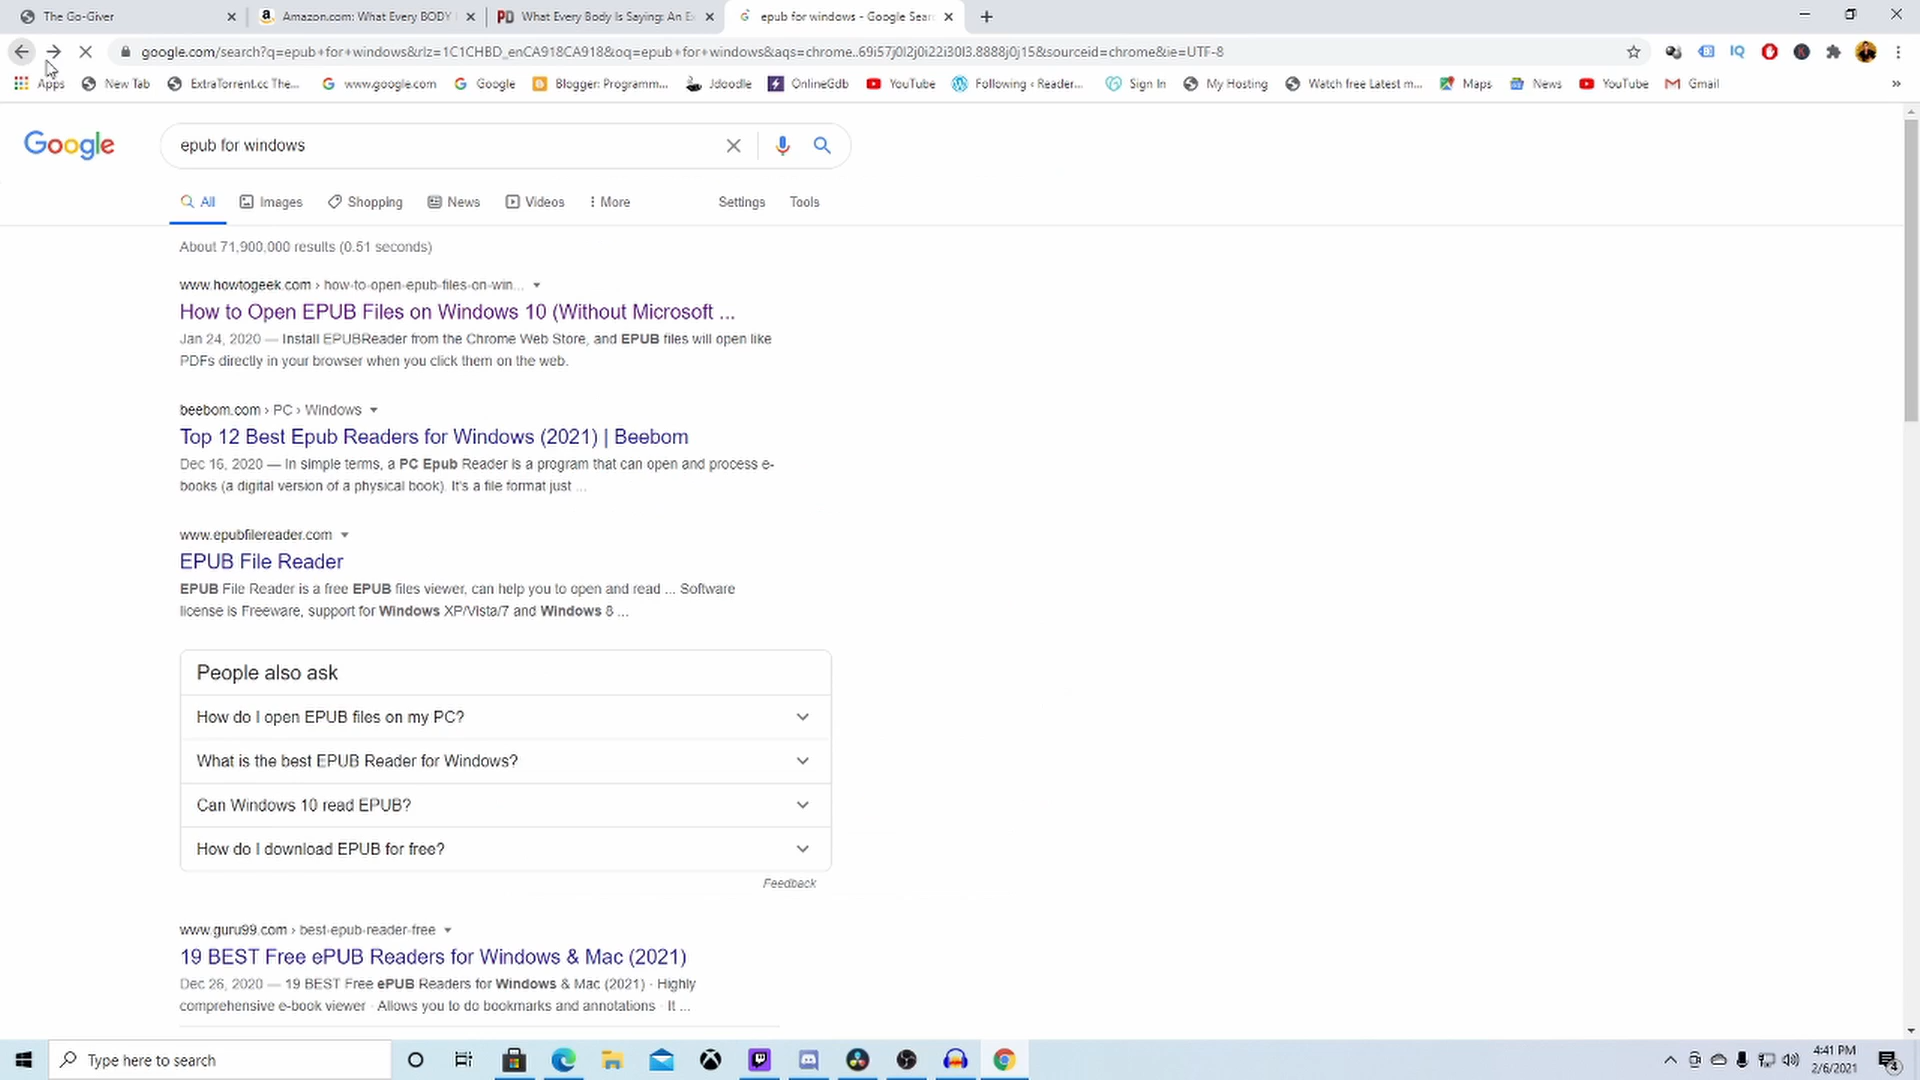 The Go-Giver
Amazon.com: What Every BODY
What Every Body Is Saying: An Ex
epub for windows - Google Sear
google.com/search?q=epub+for+windows&rlz=1C1CHBD_enCA918CA918&oq=epub+for+windows&aqs=chrome..69i57j0l2j0i22i30l3.8888j0j15&sourceid=chrome&ie=UTF-8
Apps
New Tab
ExtraTorrent.cc The...
www.google.com
Google
Blogger: Programm...
Jdoodle
OnlineGdb
YouTube
Following ‹ Reader...
Sign In
My Hosting
Watch free Latest m...
Maps
News
YouTube
Gmail
»
Google
epub for windows
All
Images
Shopping
News
Videos
More
Settings
Tools
About 71,900,000 results (0.51 seconds)
www.howtogeek.com › how-to-open-epub-files-on-win...
How to Open EPUB Files on Windows 10 (Without Microsoft ...
Jan 24, 2020 — Install EPUBReader from the Chrome Web Store, and EPUB files will open like
PDFs directly in your browser when you click them on the web.
beebom.com › PC › Windows
Top 12 Best Epub Readers for Windows (2021) | Beebom
Dec 16, 2020 — In simple terms, a PC Epub Reader is a program that can open and process e-
books (a digital version of a physical book). It's a file format just ...
www.epubfilereader.com
EPUB File Reader
EPUB File Reader is a free EPUB files viewer, can help you to open and read ... Software
license is Freeware, support for Windows XP/Vista/7 and Windows 8 ...
People also ask
How do I open EPUB files on my PC?
What is the best EPUB Reader for Windows?
Can Windows 10 read EPUB?
How do I download EPUB for free?
Feedback
www.guru99.com › best-epub-reader-free
19 BEST Free ePUB Readers for Windows & Mac (2021)
Dec 26, 2020 — 19 BEST Free ePUB Readers for Windows & Mac (2021) · Highly
comprehensive e-book viewer · Allows you to do bookmarks and annotations · It ...
Type here to search
4:41 PM
2/6/2021
4